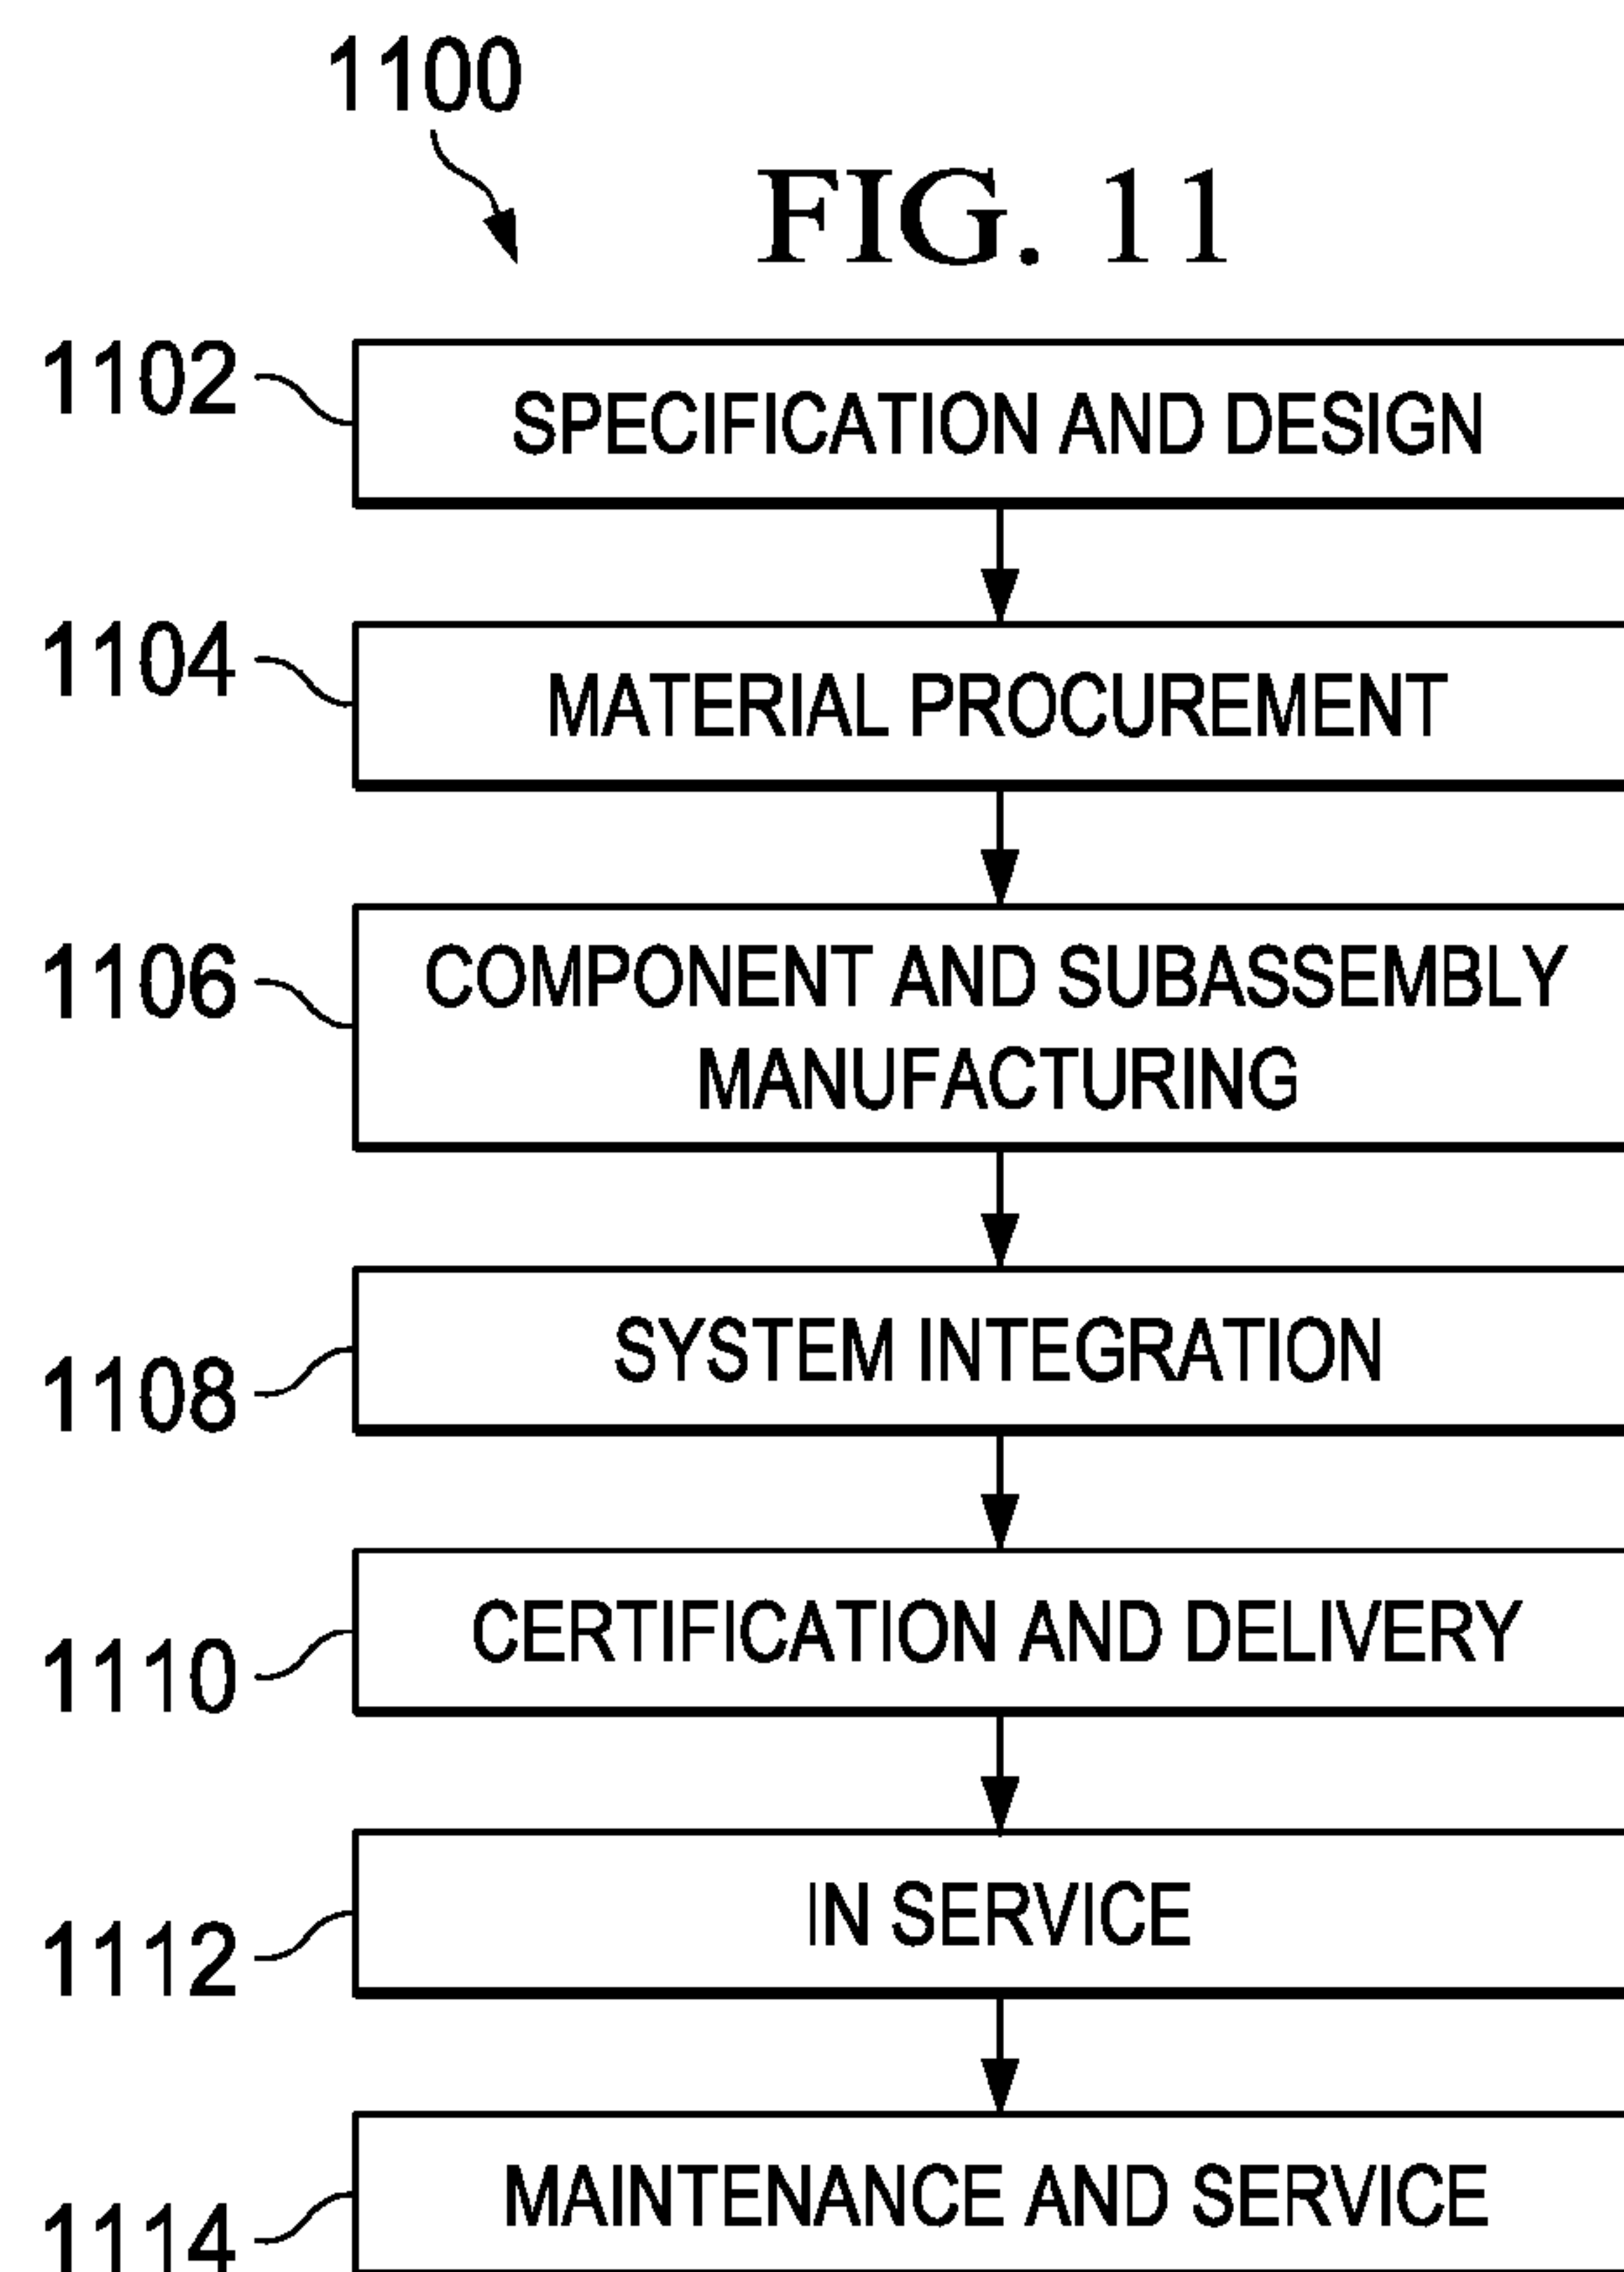 1100
FIG. 11
1102
SPECIFICATION AND DESIGN
1104
MATERIAL PROCUREMENT
1106
COMPONENT AND SUBASSEMBLY
MANUFACTURING
1108
SYSTEM INTEGRATION
1110
CERTIFICATION AND DELIVERY
1112
IN SERVICE
1114
MAINTENANCE AND SERVICE